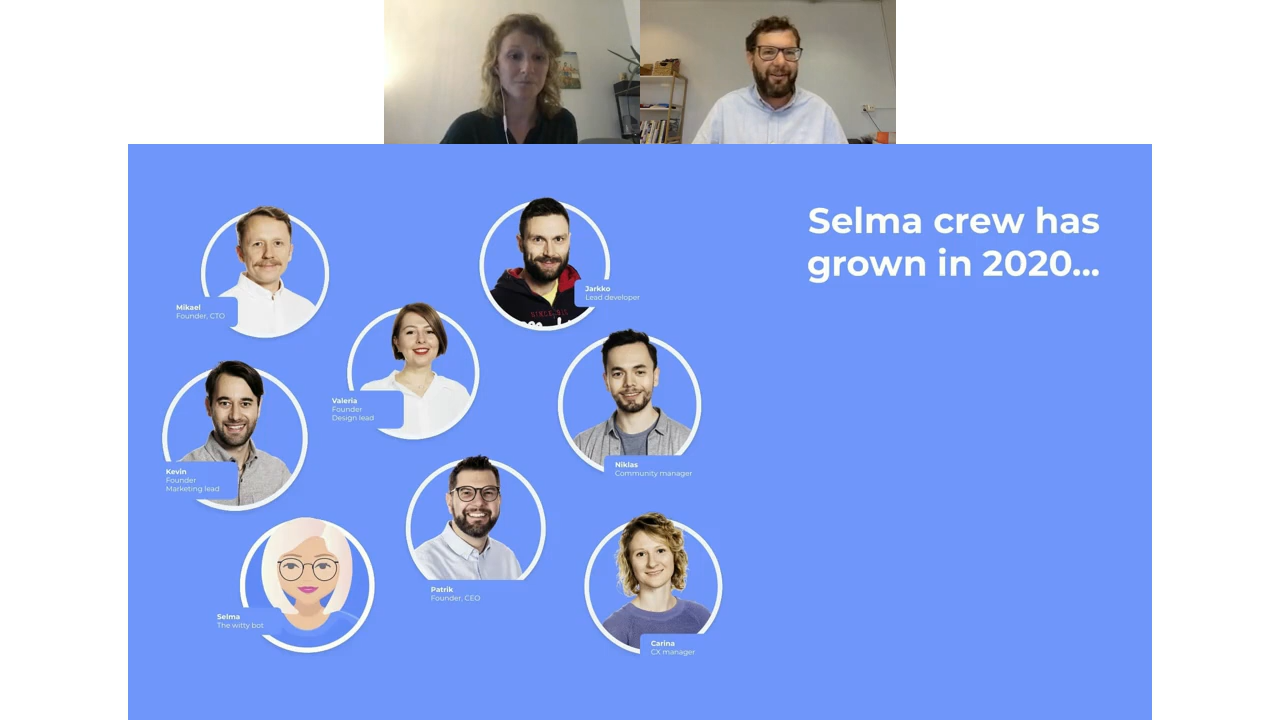 Selma crew has
grown in 2020...
Mikael
Founder, CTO
Jarkko
Lead developer
Valeria
Founder
Design lead
Kevin
Founder
Marketing lead
Niklas
Community manager
Patrik
Founder, CEO
Selma
The witty bot
Carina
CX manager